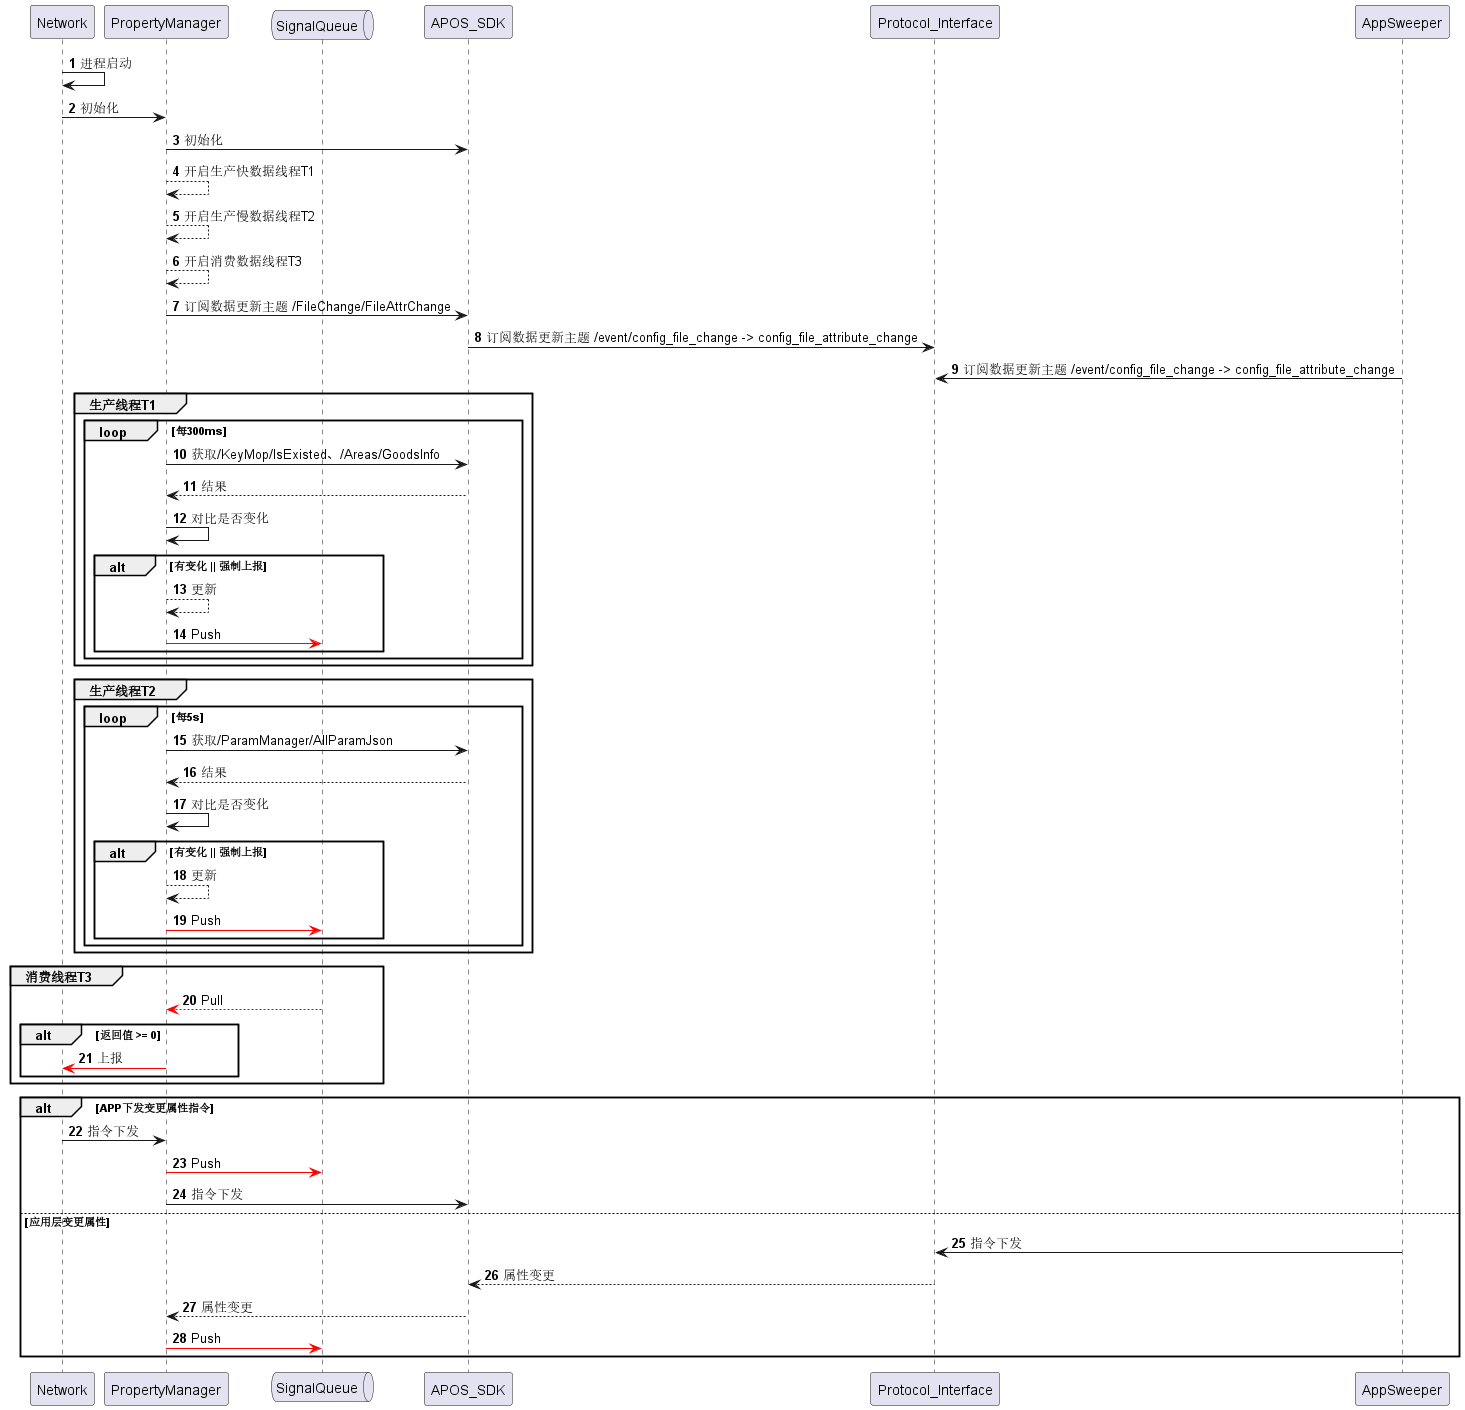 Network PropertyManager SignalQueue APOS_SDK Protocol_Interface AppSweeper
1 进程启动
2 初始化
3 初始化
4 开启生产快数据线程T1
5 开启生产慢数据线程T2
6 开启消费数据线程T3
7 订阅数据更新主题 /FileChange/FileAttrChange
8 订阅数据更新主题 /event/config_file_change -> config_file_attribute_change
9 订阅数据更新主题 /event/config_file_change -> config_file_attribute_change
生产线程T1
loop [每300ms]
10 获取/KeyMop/IsExisted、/Areas/GoodsInfo
11 结果
12 对比是否变化
alt [有变化 || 强制上报]
13 更新
14 Push
生产线程T2
loop [每5s]
15 获取/ParamManager/AllParamJson
16 结果
17 对比是否变化
alt [有变化 || 强制上报]
18 更新
19 Push
消费线程T3
20 Pull
alt [返回值 >= 0]
21 上报
alt [APP下发变更属性指令]
22 指令下发
23 Push
24 指令下发
[应用层变更属性]
25 指令下发
26 属性变更
27 属性变更
28 Push
Network PropertyManager SignalQueue APOS_SDK Protocol_Interface AppSweeper